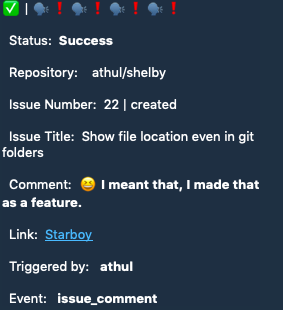 ✅ | 🗣❗🗣❗🗣❗🗣❗
Status: Success
Repository: athul/shelby
Issue Number: 22 | created
Issue Title: Show file location even in git
folders
Comment: 😆 I meant that, I made that
as a feature.
Link: Starboy
Triggered by: athul
Event: issue_comment